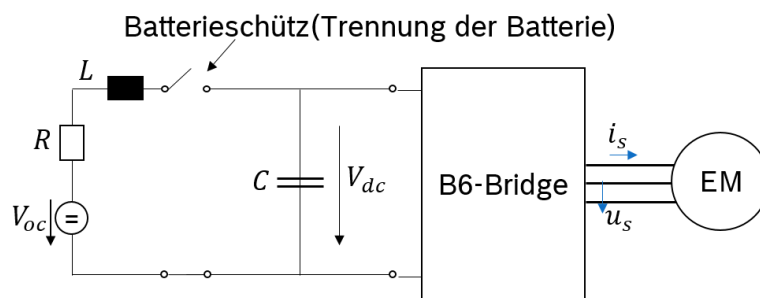 Batterieschütz(Trennung der Batterie)
L
R
V_oc
=
C
V_dc
B6-Bridge
i_s
u_s
EM